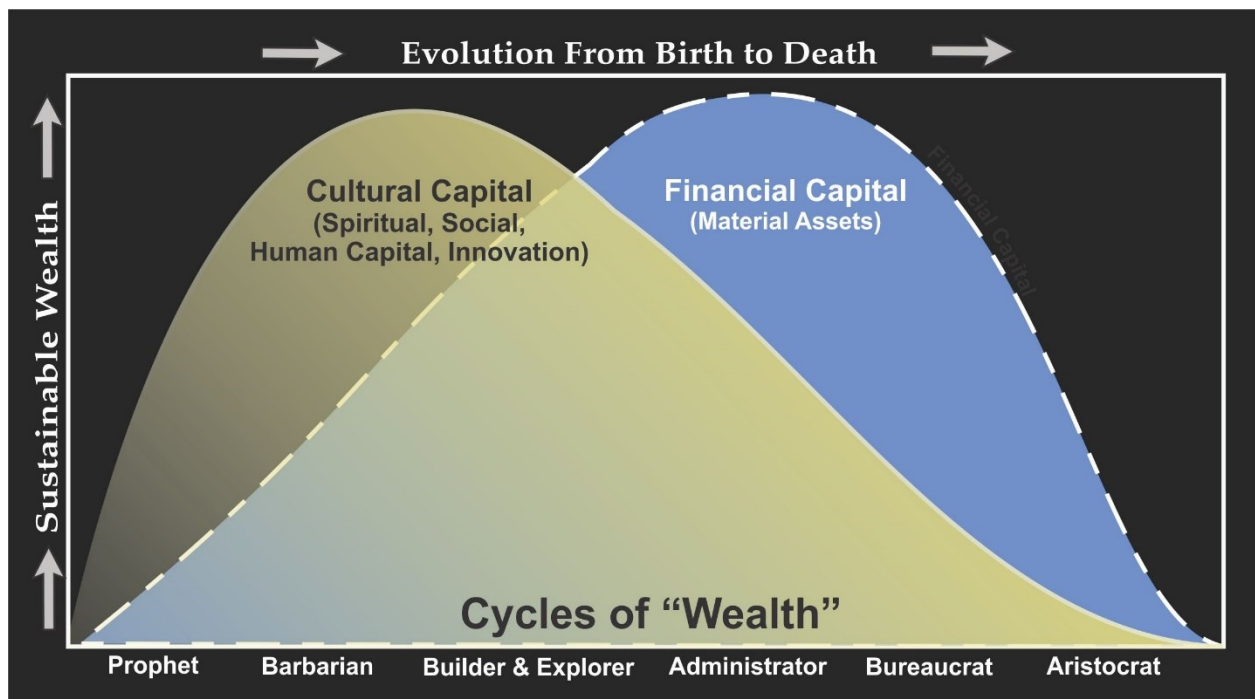 Evolution From Birth to Death
Sustainable Wealth
Cultural Capital
(Spiritual, Social,
Human Capital, Innovation)
Financial Capital
(Material Assets)
Financial Capital
Cycles of “Wealth”
Prophet Barbarian Builder & Explorer Administrator Bureaucrat Aristocrat